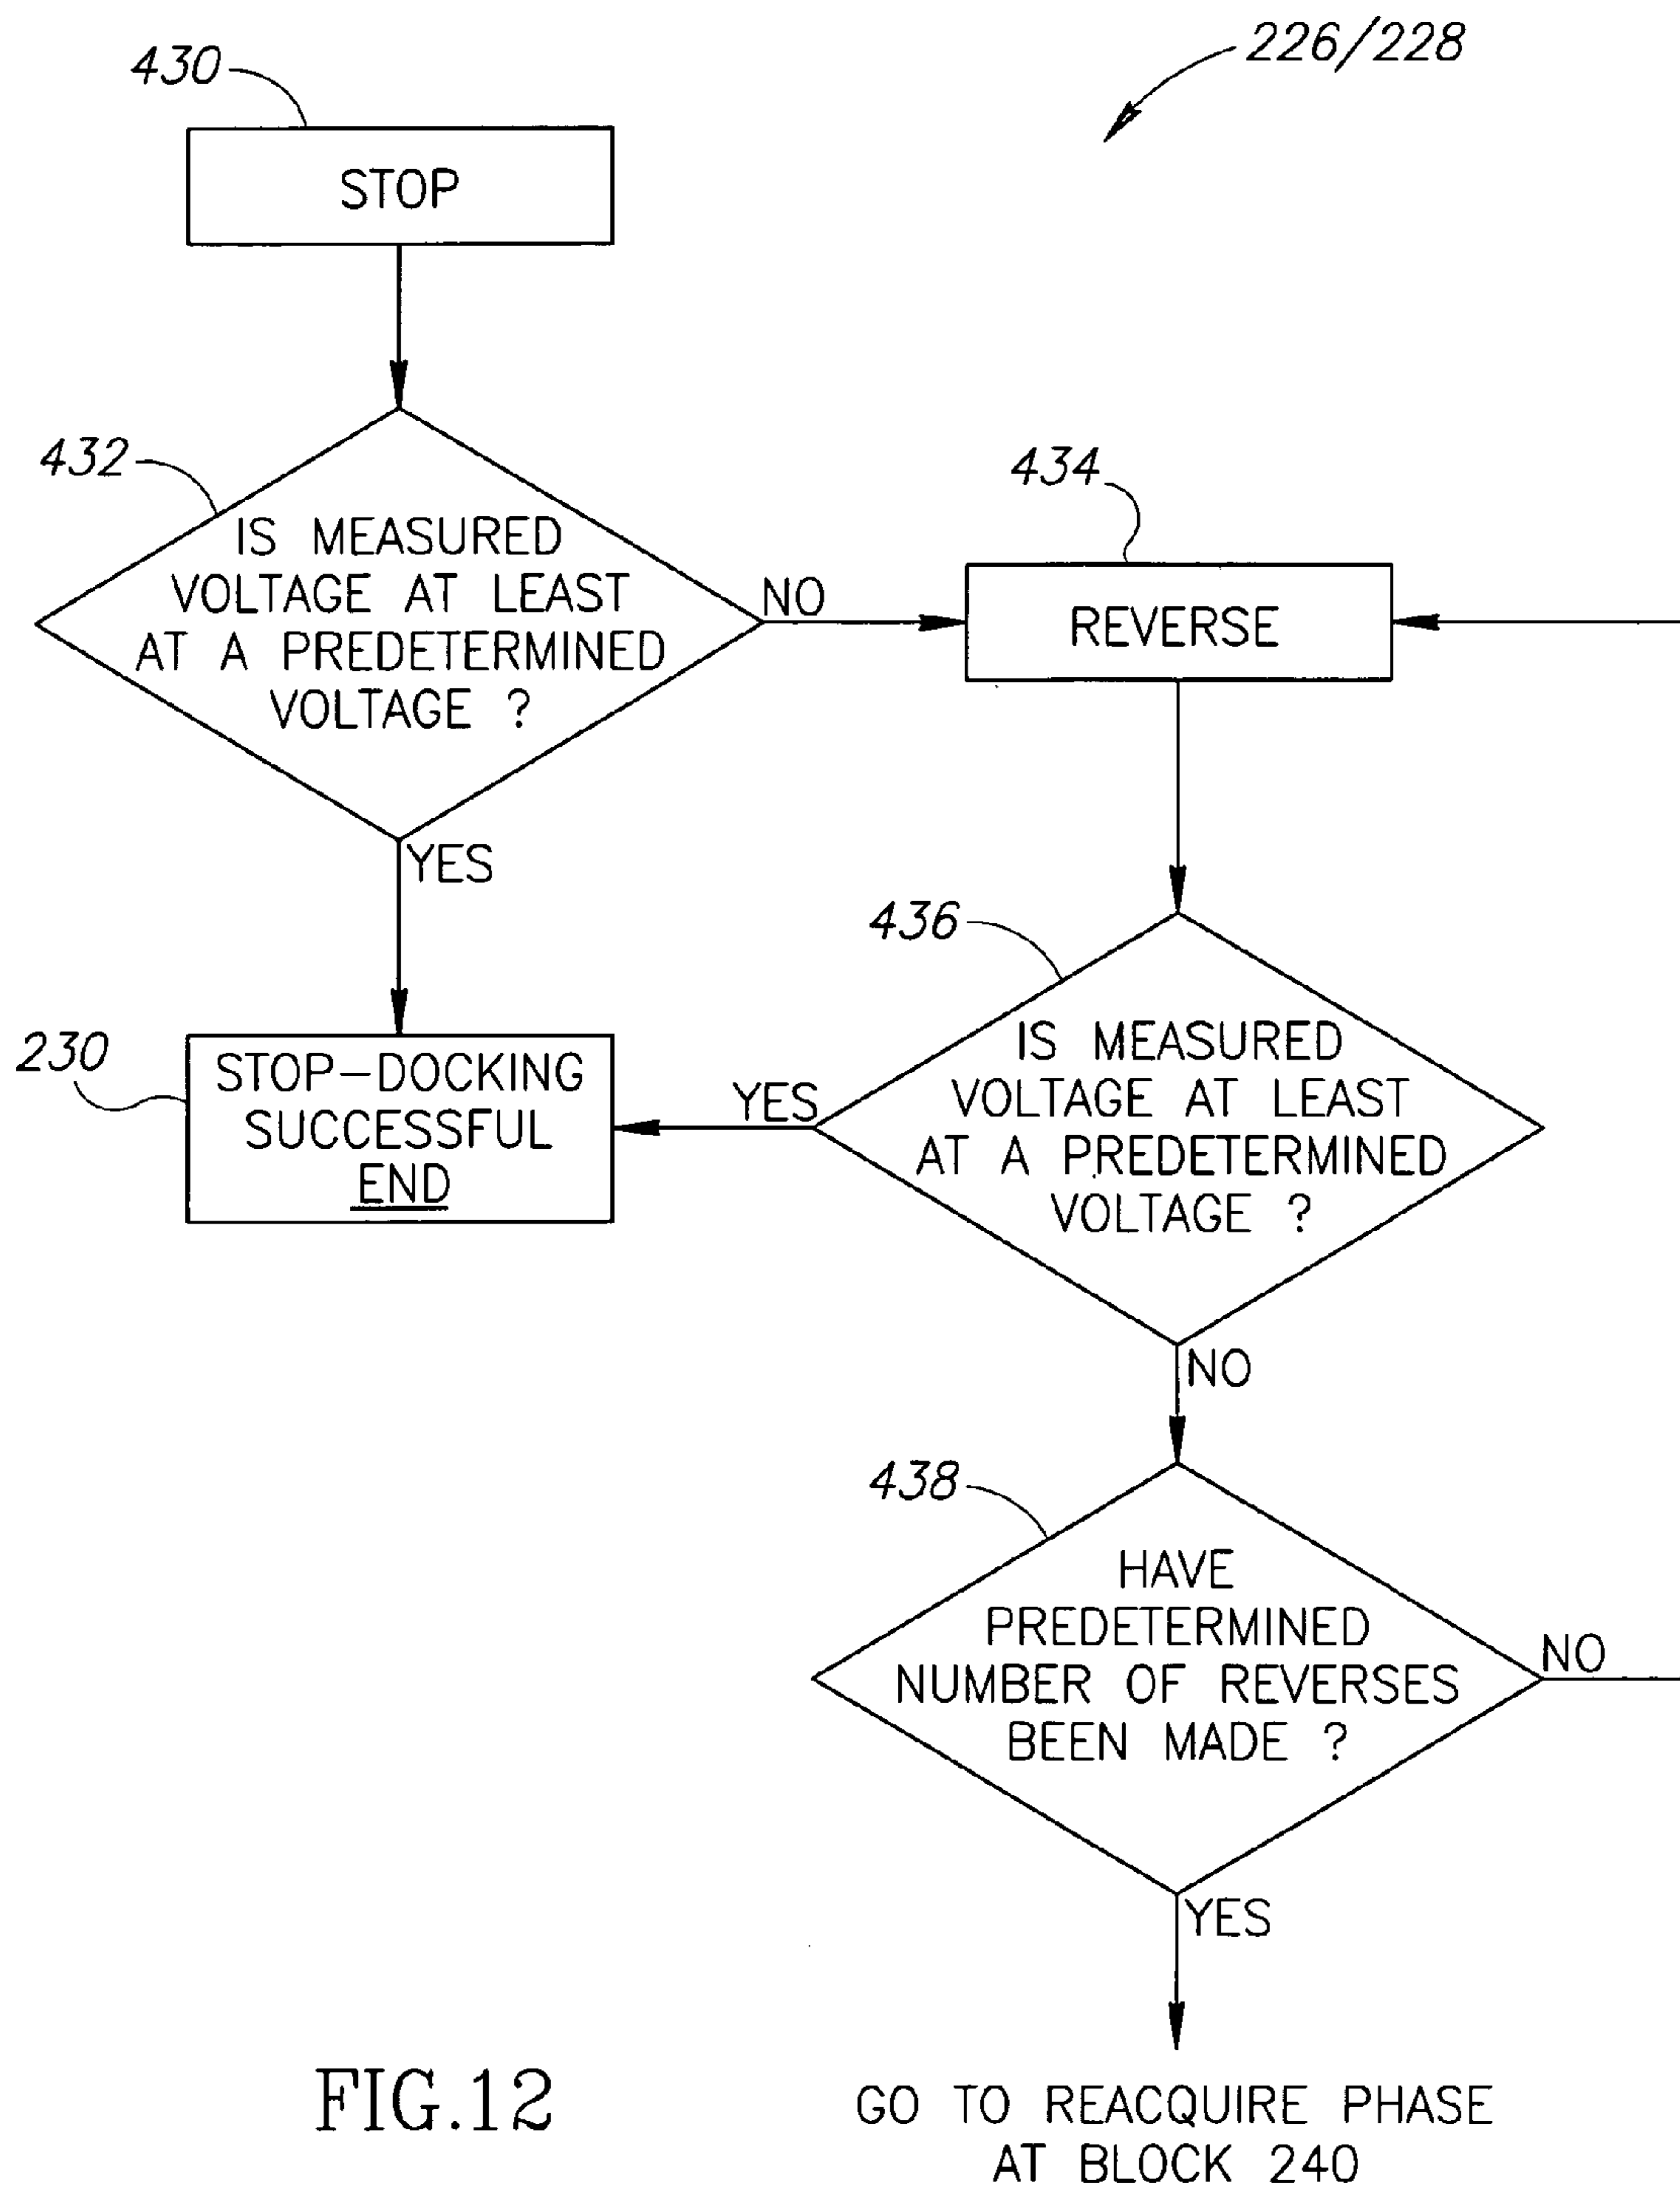 226/228
430
STOP
432
IS MEASURED
VOLTAGE AT LEAST
AT A PREDETERMINED
VOLTAGE ?
NO
434
REVERSE
YES
436
230
STOP-DOCKING
SUCCESSFUL
END
YES
IS MEASURED
VOLTAGE AT LEAST
AT A PREDETERMINED
VOLTAGE ?
NO
438
HAVE
PREDETERMINED
NUMBER OF REVERSES
BEEN MADE ?
NO
YES
GO TO REACQUIRE PHASE
AT BLOCK 240
FIG.12